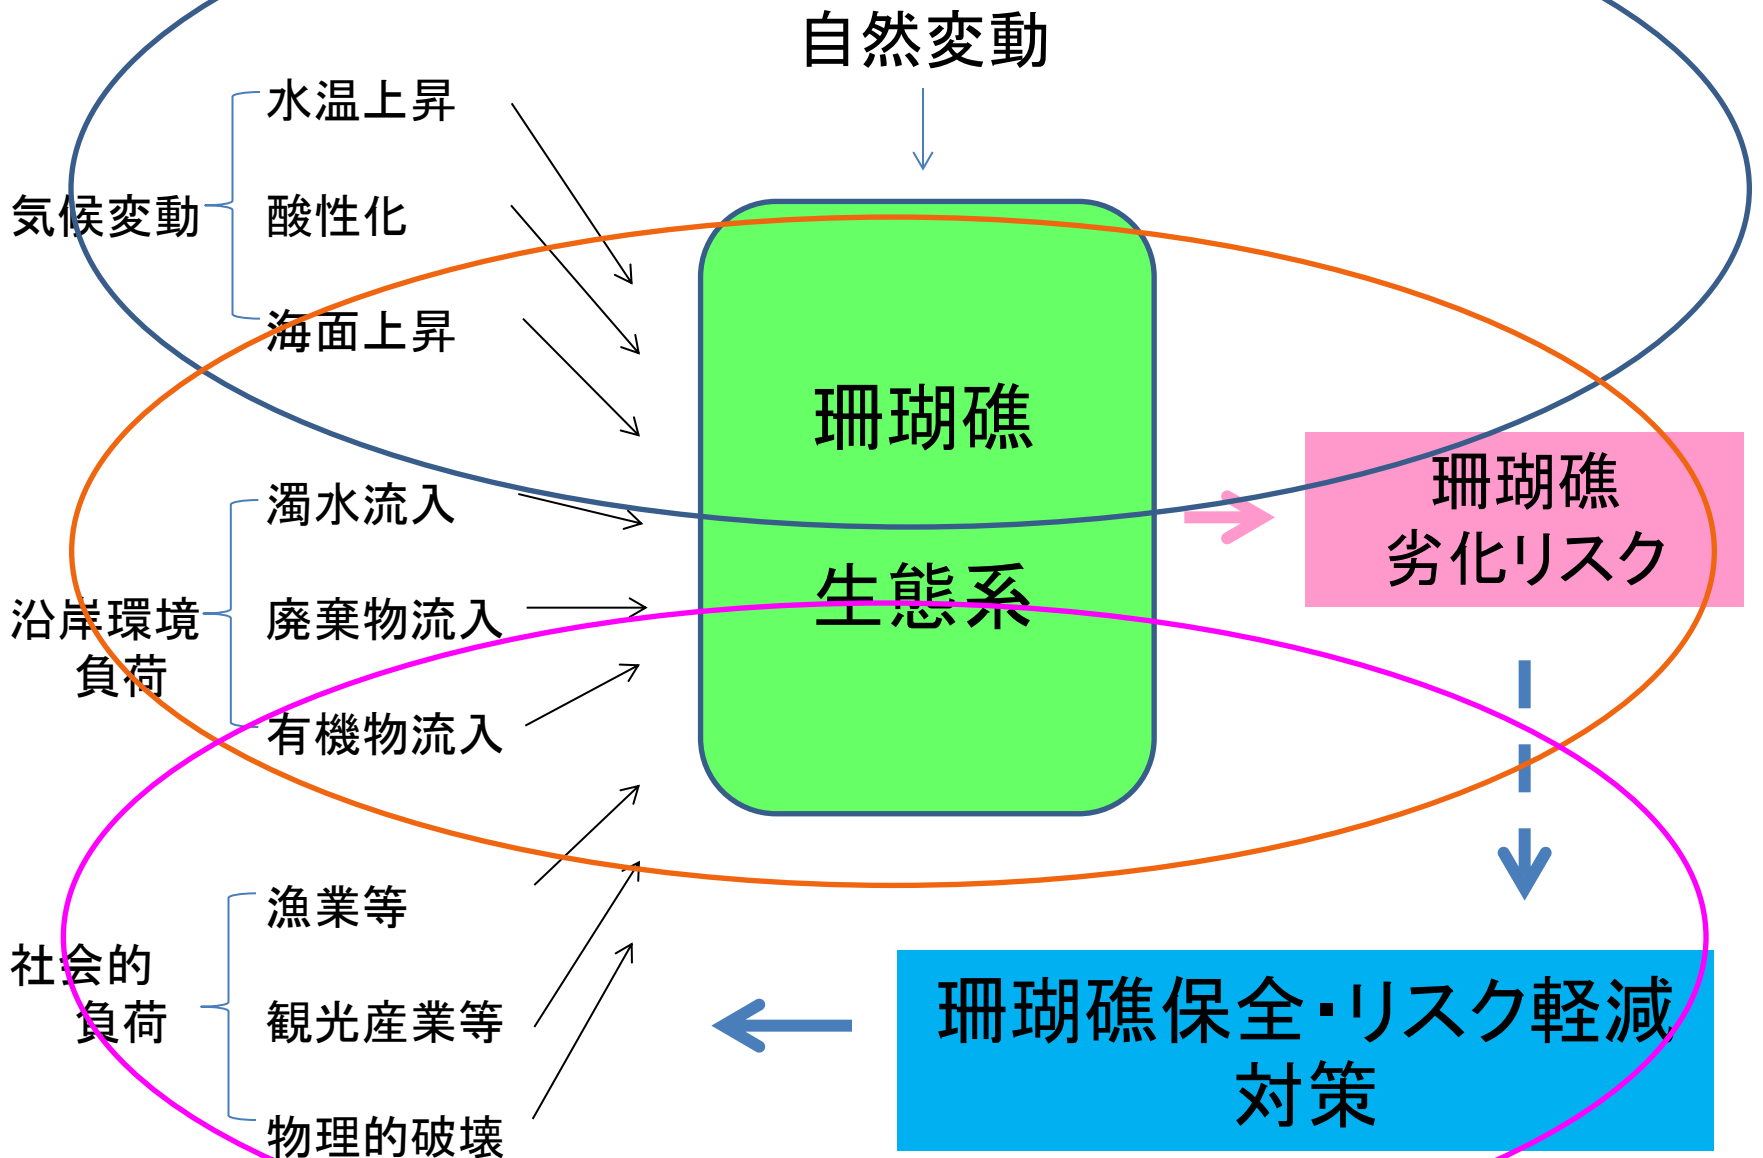 自然変動
気候変動
水温上昇
酸性化
海面上昇
沿岸環境
負荷
濁水流入
廃棄物流入
有機物流入
社会的
負荷
漁業等
観光産業等
物理的破壊
珊瑚礁
生態系
珊瑚礁
劣化リスク
珊瑚礁保全・リスク軽減
対策